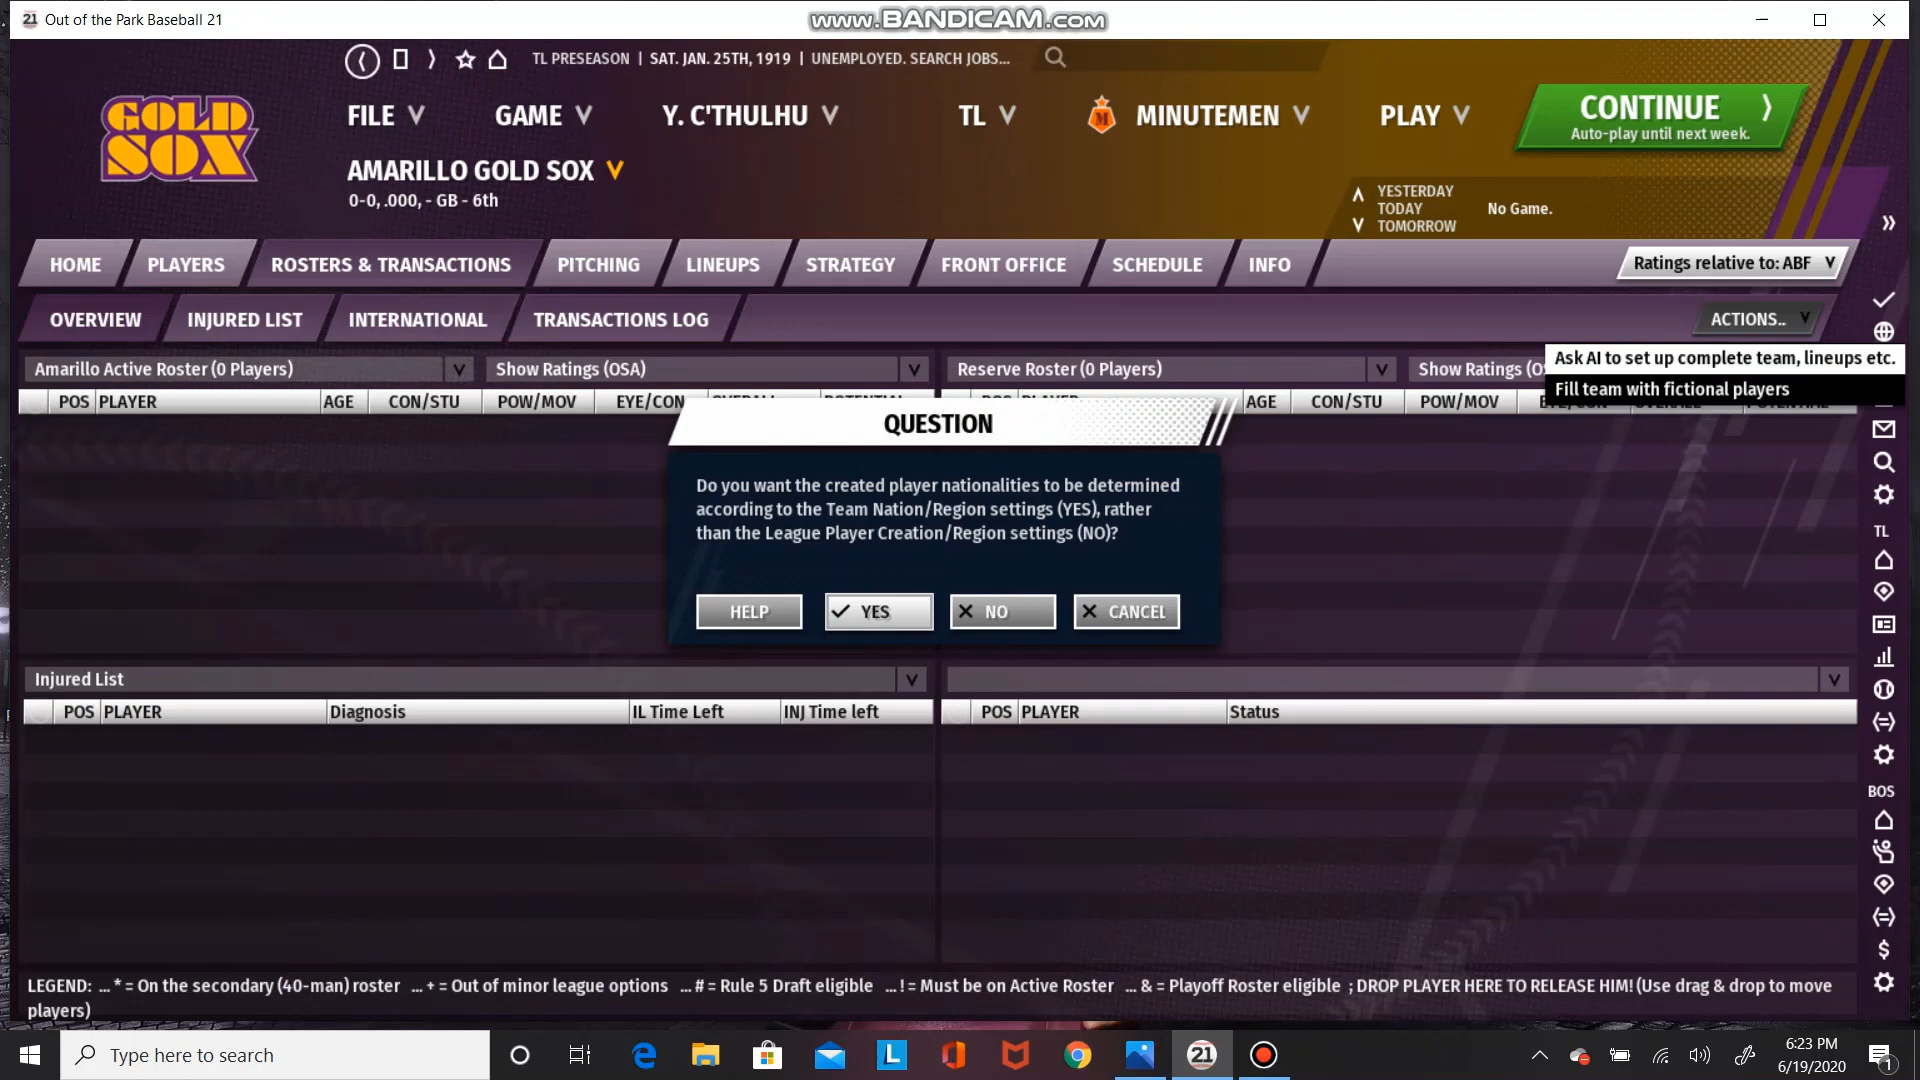 21 Out of the Park Baseball 21
www.BANDICAM.com
TL PRESEASON | SAT. JAN. 25TH, 1919 | UNEMPLOYED. SEARCH JOBS...
GOLD
SOX
FILE
GAME
Y. C'THULHU
TL
M
MINUTEMEN
PLAY
CONTINUE
Auto-play until next week.
AMARILLO GOLD SOX
0-0, .000, - GB - 6th
YESTERDAY
TODAY
TOMORROW
No Game.
HOME
PLAYERS
ROSTERS & TRANSACTIONS
PITCHING
LINEUPS
STRATEGY
FRONT OFFICE
SCHEDULE
INFO
Ratings relative to: ABF
OVERVIEW
INJURED LIST
INTERNATIONAL
TRANSACTIONS LOG
ACTIONS..
Ask AI to set up complete team, lineups etc.
Fill team with fictional players
Amarillo Active Roster (0 Players)
Show Ratings (OSA)
Reserve Roster (0 Players)
Show Ratings (O
POS PLAYER AGE CON/STU POW/MOV EYE/CON
AGE CON/STU POW/MOV
QUESTION
Do you want the created player nationalities to be determined
according to the Team Nation/Region settings (YES), rather
than the League Player Creation/Region settings (NO)?
HELP
YES
NO
CANCEL
Injured List
POS PLAYER Diagnosis IL Time Left INJ Time left
POS PLAYER Status
TL
BOS
$
LEGEND: ... * = On the secondary (40-man) roster ... + = Out of minor league options ... # = Rule 5 Draft eligible ... ! = Must be on Active Roster ... & = Playoff Roster eligible ; DROP PLAYER HERE TO RELEASE HIM! (Use drag & drop to move
players)
Type here to search
L
21
6:23 PM
6/19/2020
1